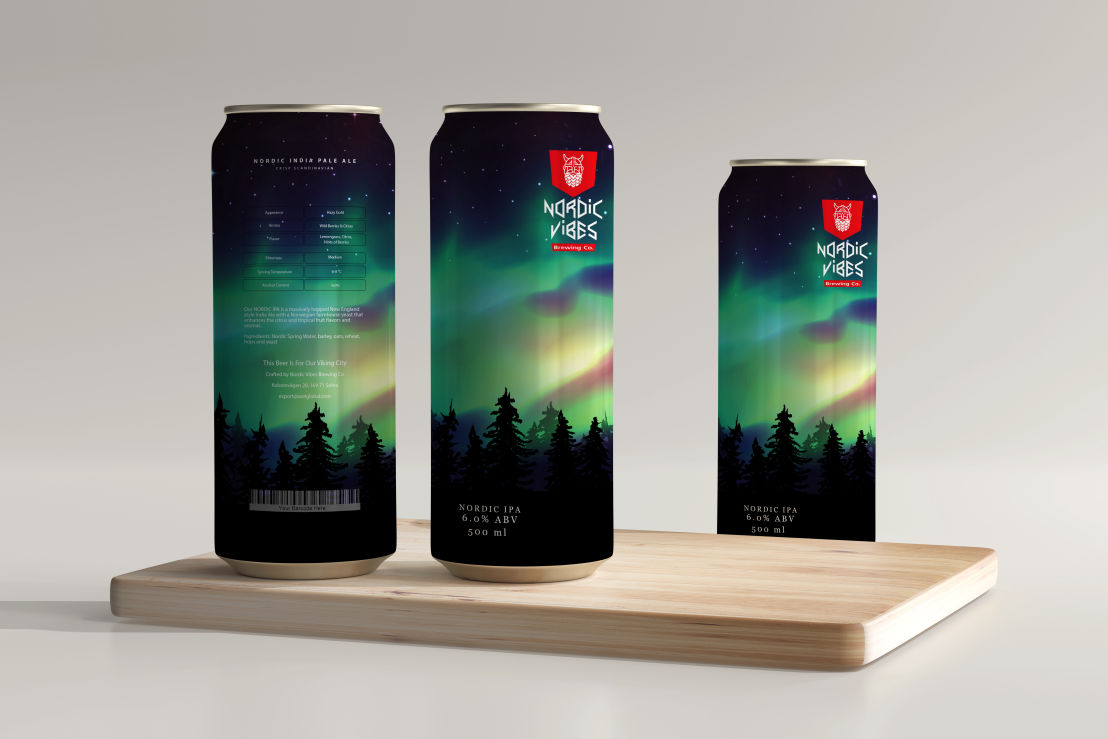 NORDIC INDIA PALE ALE
CRISP SCANDINAVIAN
Appearance Hazy Gold
Aroma Wild Berries & Citrus
Flavor Lemongrass, Citrus,
Hints of Berries
Bitterness Medium
Serving Temperature 6-8 °C
Alcohol Content 6.0%
Our NORDIC IPA is a massively hopped New England
style India Ale with a Norwegian farmhouse yeast that
enhances the citrus and tropical fruit flavors and
aromas.
Ingredients: Nordic Spring Water, barley, oats, wheat,
hops and yeast
This Beer Is For Our Viking City
Crafted by Nordic Vibes Brewing Co.
Your Barcode Here
NORDIC
VIBES
Brewing Co.
NORDIC IPA
6.0% ABV
500 ml
NORDIC
VIBES
Brewing Co.
NORDIC IPA
6.0% ABV
500 ml